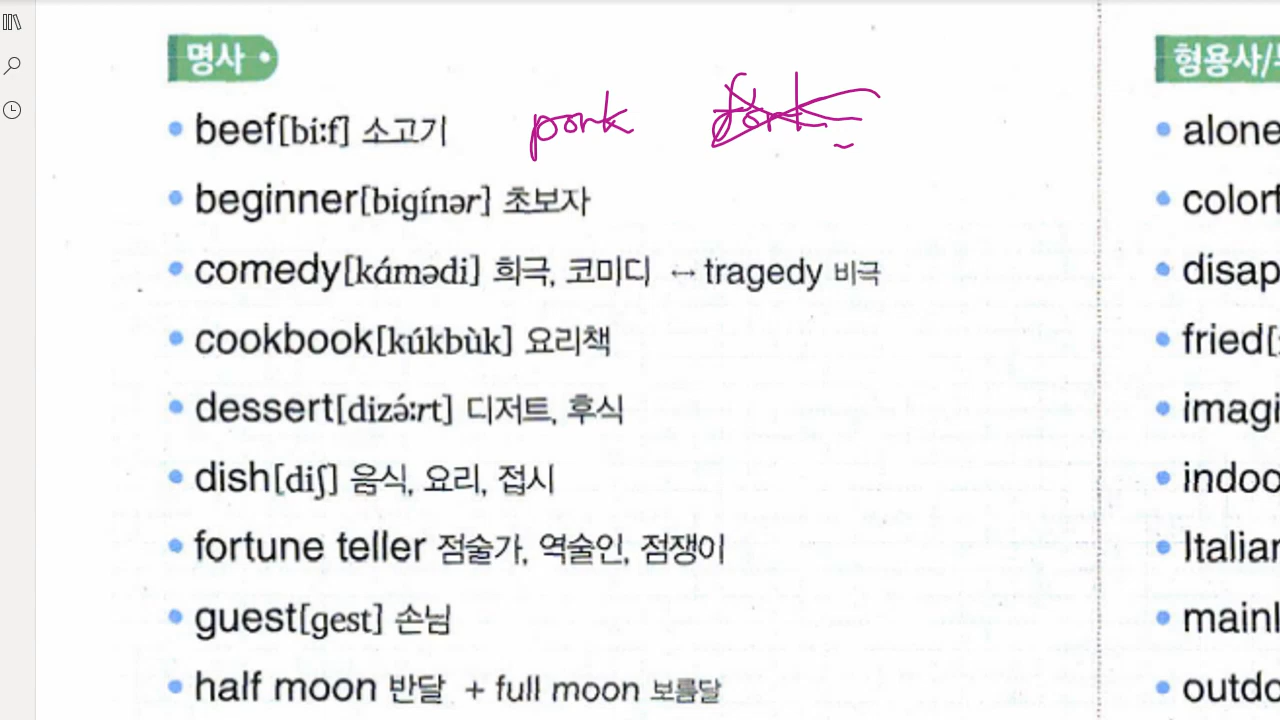 명사
beef[bi:f] 소고기 pork fork
beginner[bigínər] 초보자
comedy[kámədi] 희극, 코미디 ↔ tragedy 비극
cookbook[kúkbùk] 요리책
dessert[dizə́:rt] 디저트, 후식
dish[diʃ] 음식, 요리, 접시
fortune teller 점술가, 역술인, 점쟁이
guest[gest] 손님
half moon 반달 + full moon 보름달
형용사/
alone
color
disap
fried[
imagi
indoo
Italia
mainl
outdo